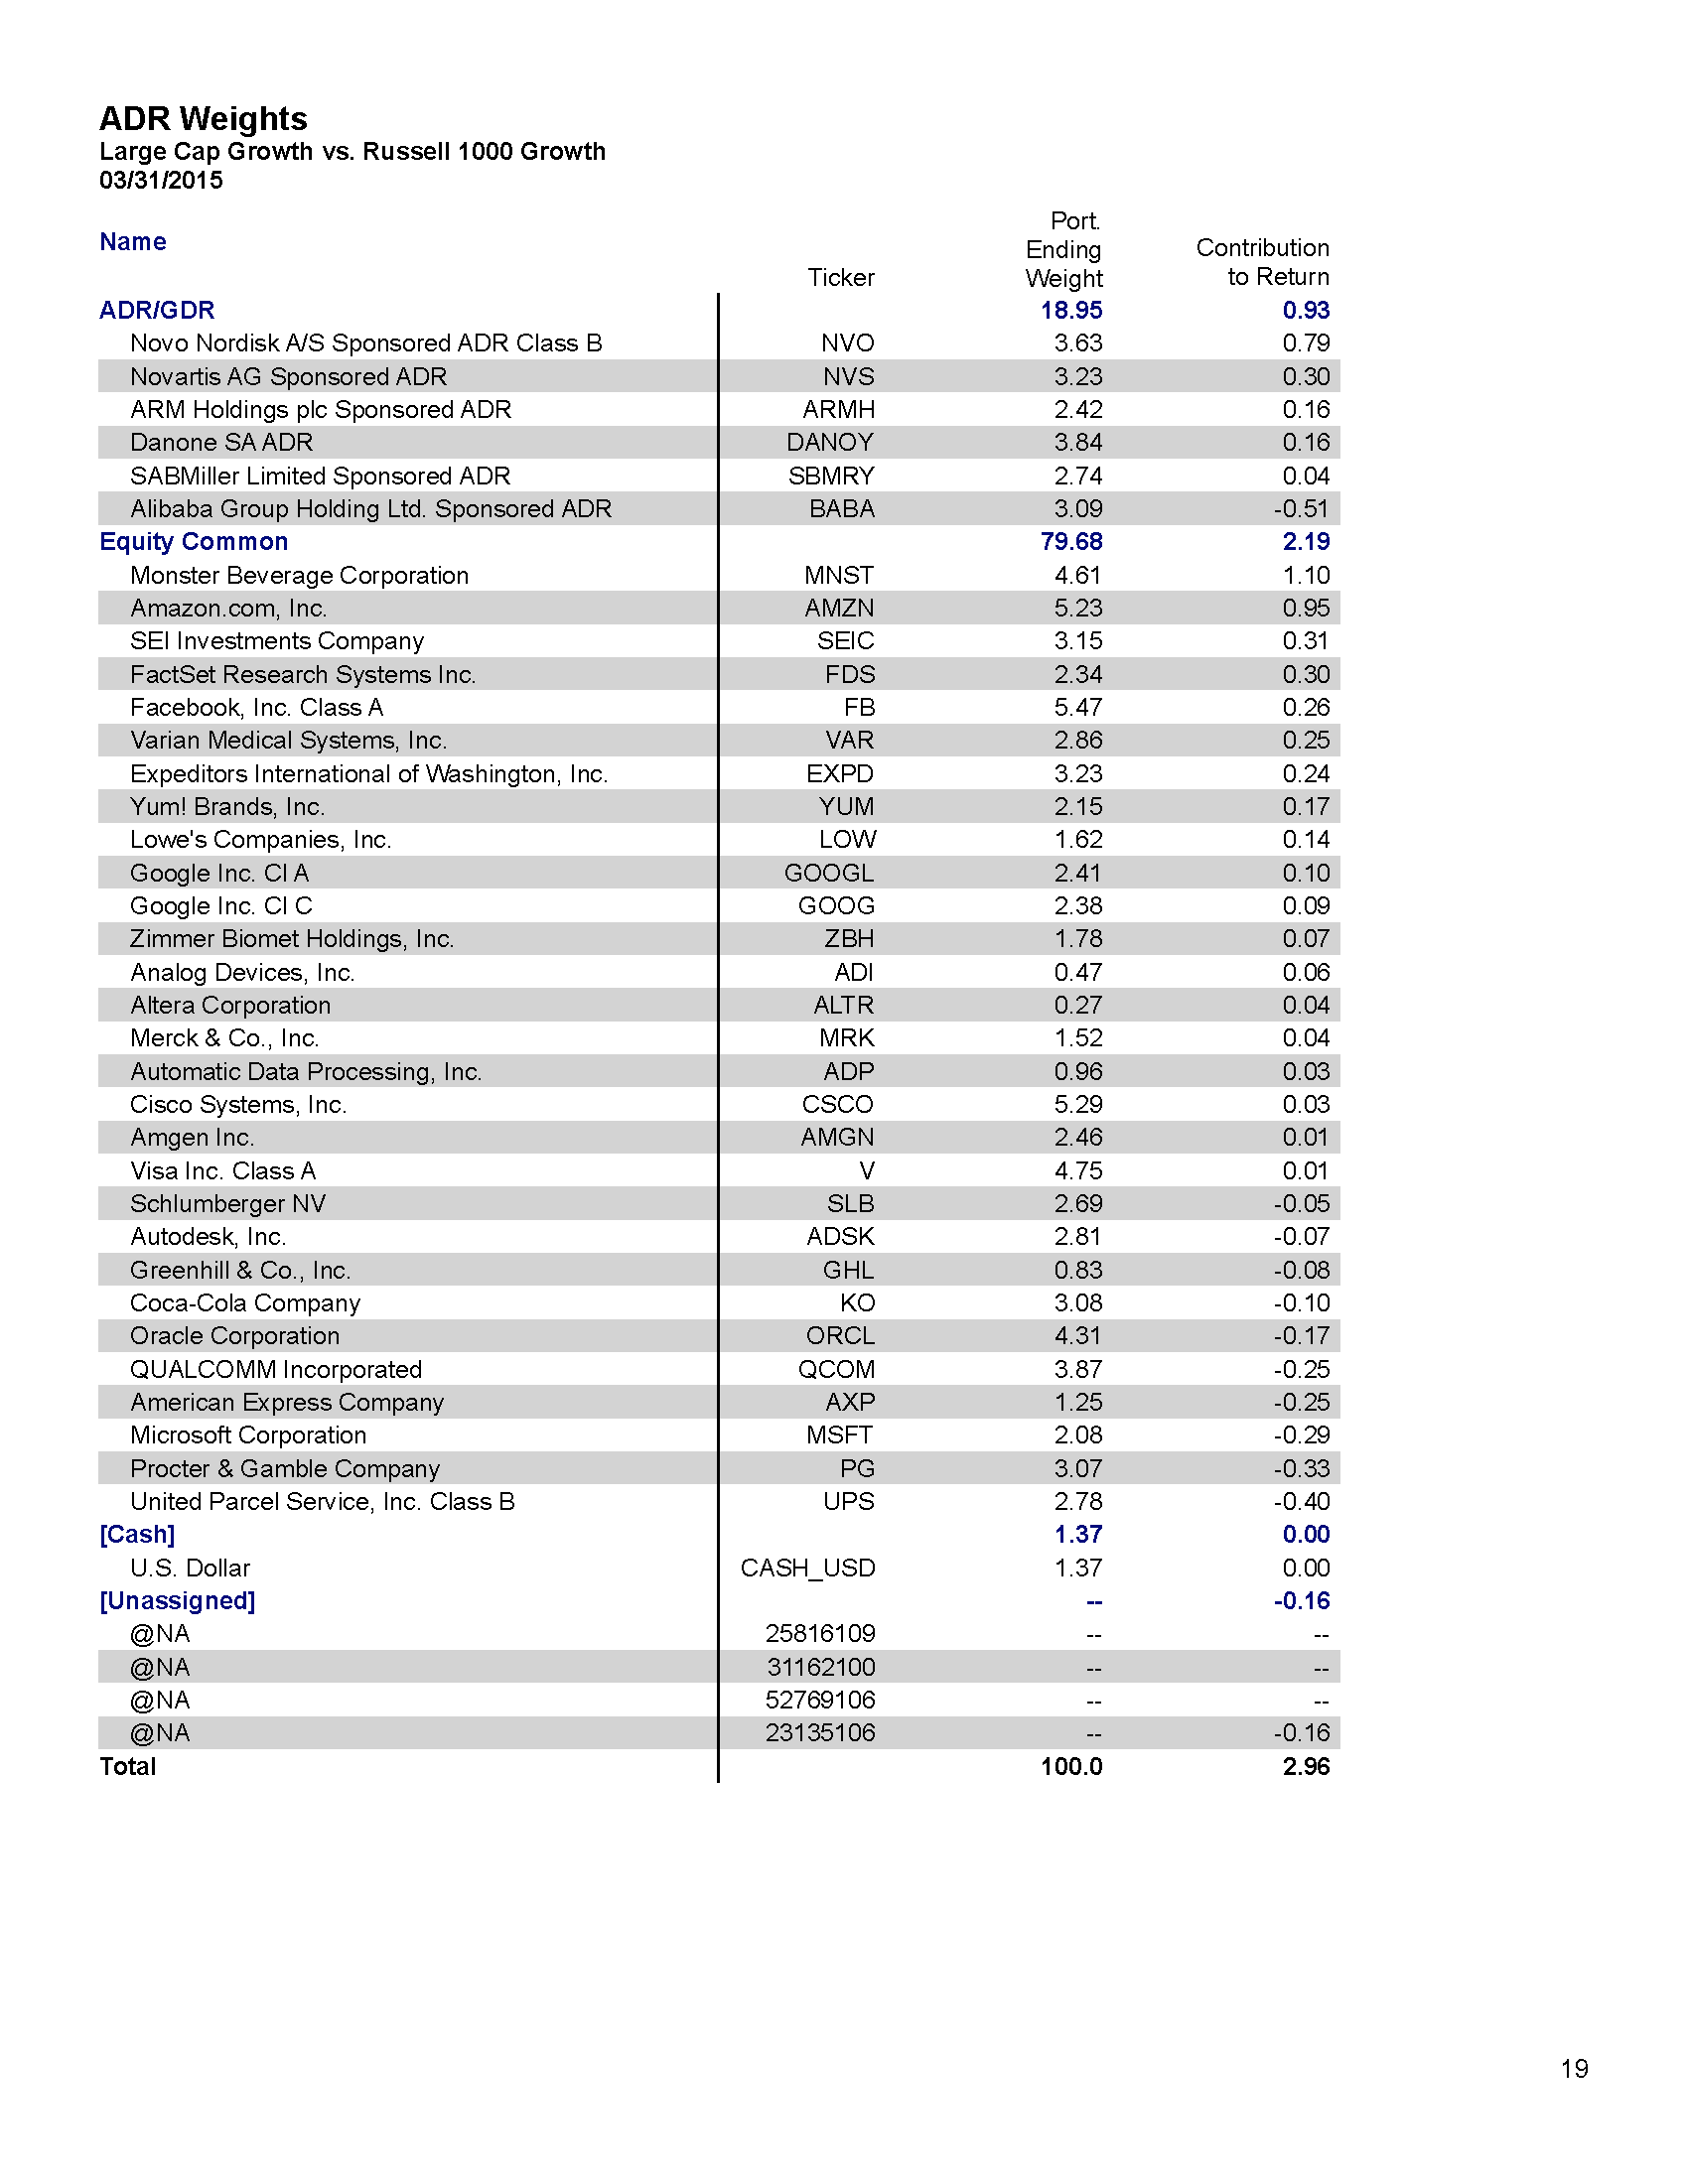 ADR Weights
Large Cap Growth vs. Russell 1000 Growth
03/31/2015
Name Ticker Port. Ending Weight Contribution to Return
ADR/GDR 18.95 0.93
Novo Nordisk A/S Sponsored ADR Class B NVO 3.63 0.79
Novartis AG Sponsored ADR NVS 3.23 0.30
ARM Holdings plc Sponsored ADR ARMH 2.42 0.16
Danone SA ADR DANOY 3.84 0.16
SABMiller Limited Sponsored ADR SBMRY 2.74 0.04
Alibaba Group Holding Ltd. Sponsored ADR BABA 3.09 -0.51
Equity Common 79.68 2.19
Monster Beverage Corporation MNST 4.61 1.10
Amazon.com, Inc. AMZN 5.23 0.95
SEI Investments Company SEIC 3.15 0.31
FactSet Research Systems Inc. FDS 2.34 0.30
Facebook, Inc. Class A FB 5.47 0.26
Varian Medical Systems, Inc. VAR 2.86 0.25
Expeditors International of Washington, Inc. EXPD 3.23 0.24
Yum! Brands, Inc. YUM 2.15 0.17
Lowe's Companies, Inc. LOW 1.62 0.14
Google Inc. Cl A GOOGL 2.41 0.10
Google Inc. Cl C GOOG 2.38 0.09
Zimmer Biomet Holdings, Inc. ZBH 1.78 0.07
Analog Devices, Inc. ADI 0.47 0.06
Altera Corporation ALTR 0.27 0.04
Merck & Co., Inc. MRK 1.52 0.04
Automatic Data Processing, Inc. ADP 0.96 0.03
Cisco Systems, Inc. CSCO 5.29 0.03
Amgen Inc. AMGN 2.46 0.01
Visa Inc. Class A V 4.75 0.01
Schlumberger NV SLB 2.69 -0.05
Autodesk, Inc. ADSK 2.81 -0.07
Greenhill & Co., Inc. GHL 0.83 -0.08
Coca-Cola Company KO 3.08 -0.10
Oracle Corporation ORCL 4.31 -0.17
QUALCOMM Incorporated QCOM 3.87 -0.25
American Express Company AXP 1.25 -0.25
Microsoft Corporation MSFT 2.08 -0.29
Procter & Gamble Company PG 3.07 -0.33
United Parcel Service, Inc. Class B UPS 2.78 -0.40
[Cash] 1.37 0.00
U.S. Dollar CASH_USD 1.37 0.00
[Unassigned] -- -0.16
@NA 25816109 -- --
@NA 31162100 -- --
@NA 52769106 -- --
@NA 23135106 -- -0.16
Total 100.0 2.96
19